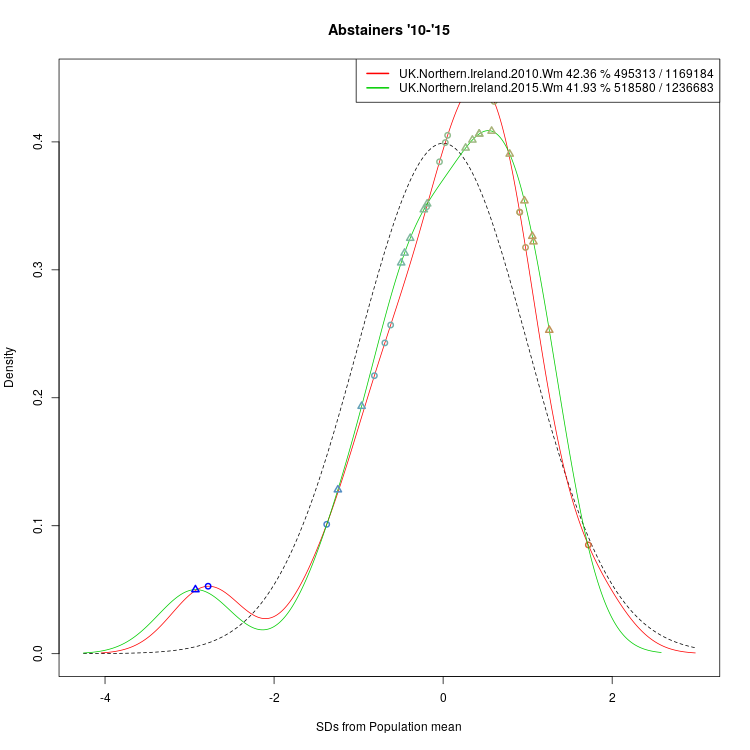 Abstainers '10-'15
UK.Northern.Ireland.2010.Wm 42.36 % 495313 / 1169184
UK.Northern.Ireland.2015.Wm 41.93 % 518580 / 1236683
Density
0.4
0.3
0.2
0.1
0.0
-4 -2 0 2
SDs from Population mean